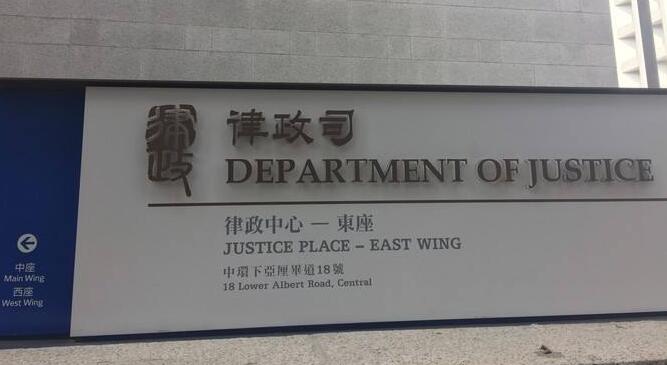 律政
律政司
DEPARTMENT OF JUSTICE
律政中心 — 東座
JUSTICE PLACE – EAST WING
中環下亞厘畢道18號
18 Lower Albert Road, Central
中座
Main Wing
西座
West Wing